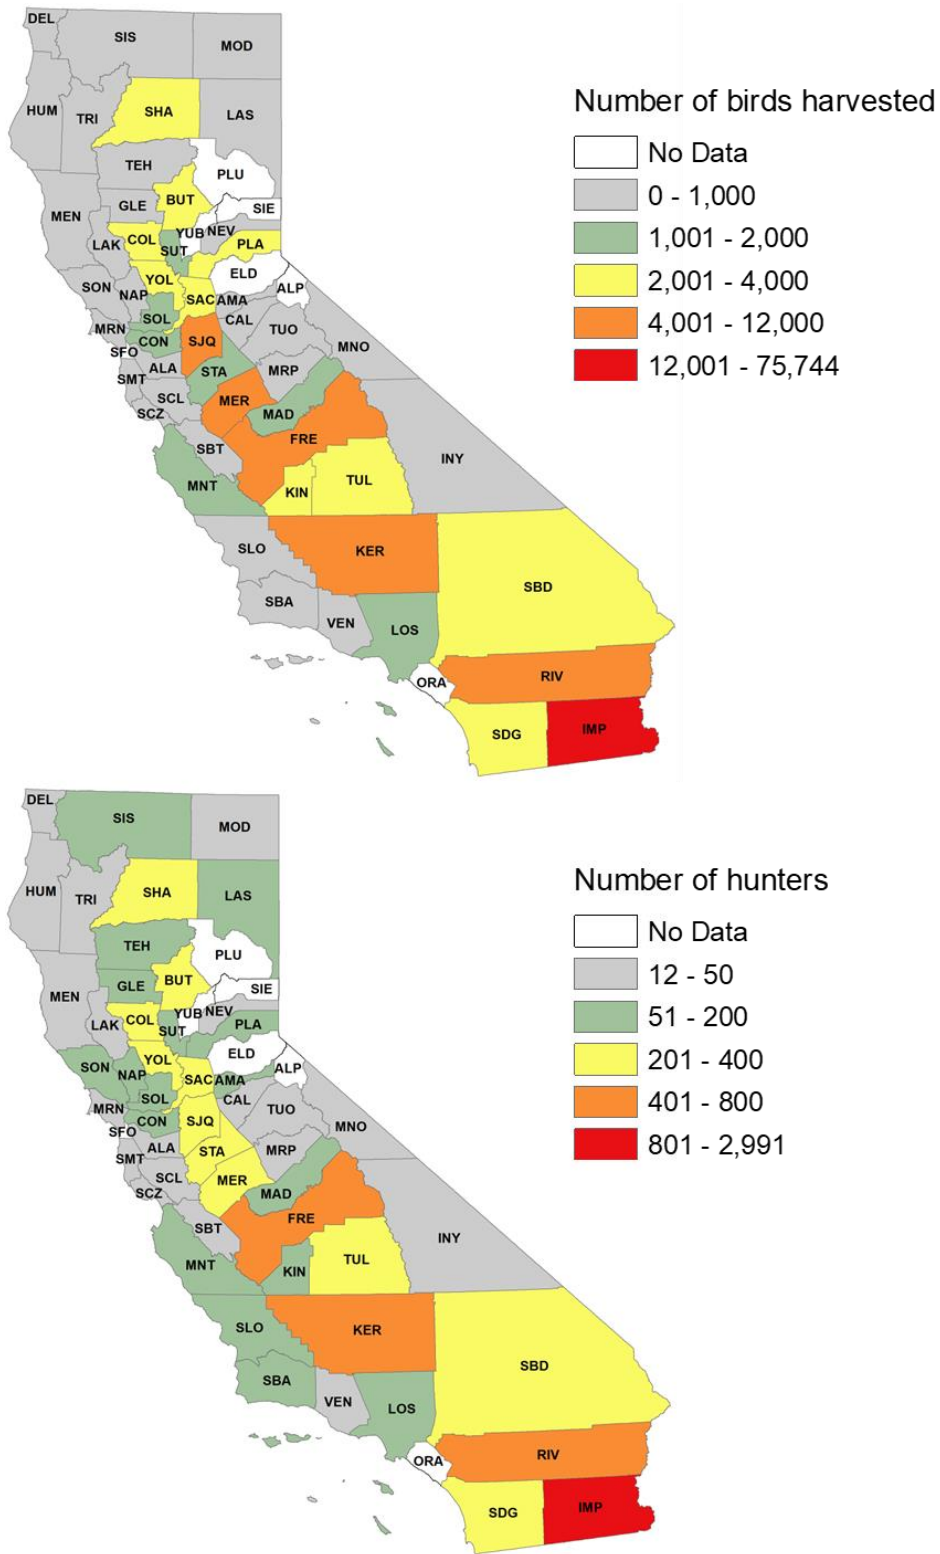 DEL
SIS
MOD
HUM
TRI
SHA
LAS
TEH
PLU
MEN
GLE
BUT
SIE
LAK
COL
SUT
YUB
NEV
PLA
SON
NAP
YOL
SAC
AMA
ELD
ALP
MRN
SOL
CAL
TUO
MNO
SFO
CON
SJQ
SMT
ALA
STA
MRP
SCL
SCZ
MER
MAD
SBT
FRE
INY
MNT
KIN
TUL
SLO
KER
SBD
SBA
VEN
LOS
ORA
RIV
SDG
IMP
Number of birds harvested
No Data
0 - 1,000
1,001 - 2,000
2,001 - 4,000
4,001 - 12,000
12,001 - 75,744
DEL
SIS
MOD
HUM
TRI
SHA
LAS
TEH
PLU
MEN
GLE
BUT
SIE
LAK
COL
SUT
YUB
NEV
PLA
SON
NAP
YOL
SAC
AMA
ELD
ALP
MRN
SOL
CAL
TUO
MNO
SFO
CON
SJQ
SMT
ALA
STA
MRP
SCL
SCZ
MER
MAD
SBT
FRE
INY
MNT
KIN
TUL
SLO
KER
SBD
SBA
VEN
LOS
ORA
RIV
SDG
IMP
Number of hunters
No Data
12 - 50
51 - 200
201 - 400
401 - 800
801 - 2,991